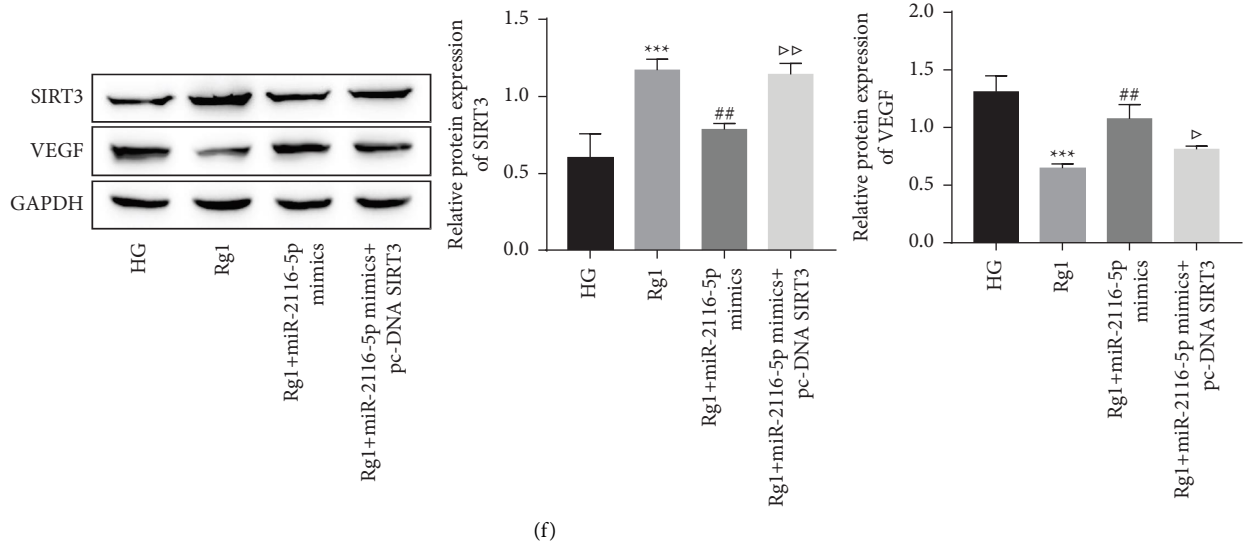 SIRT3
VEGF
GAPDH
HG
Rg1
Rg1+miR-2116-5p
mimics
Rg1+miR-2116-5p mimics+
pc-DNA SIRT3
Relative protein expression
of SIRT3
1.5
1.0
0.5
0.0
***
##
▷▷
HG
Rg1
Rg1+miR-2116-5p
mimics
Rg1+miR-2116-5p mimics+
pc-DNA SIRT3
Relative protein expression
of VEGF
2.0
1.5
1.0
0.5
0.0
***
##
▷
HG
Rg1
Rg1+miR-2116-5p
mimics
Rg1+miR-2116-5p mimics+
pc-DNA SIRT3
(f)